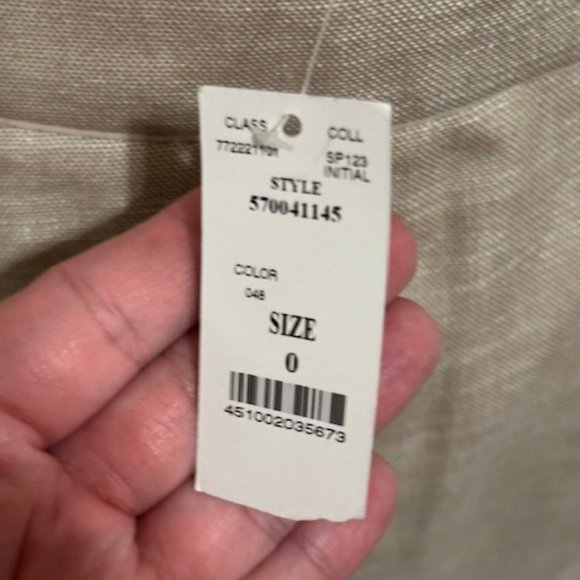 CLASS COLL
772221101 SP123
INITIAL
STYLE
570041145
COLOR
048
SIZE
0
451002035673